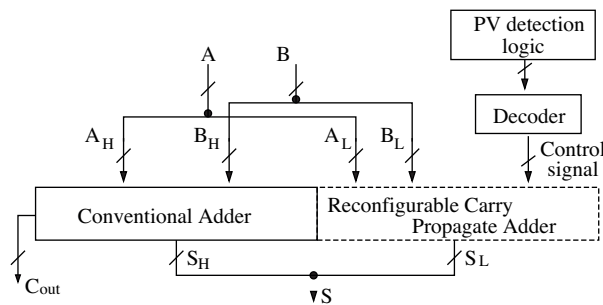 PV detection
logic
A
B
Decoder
A_H
B_H
A_L
B_L
Control
signal
Conventional Adder
Reconfigurable Carry
Propagate Adder
C_out
S_H
S_L
S